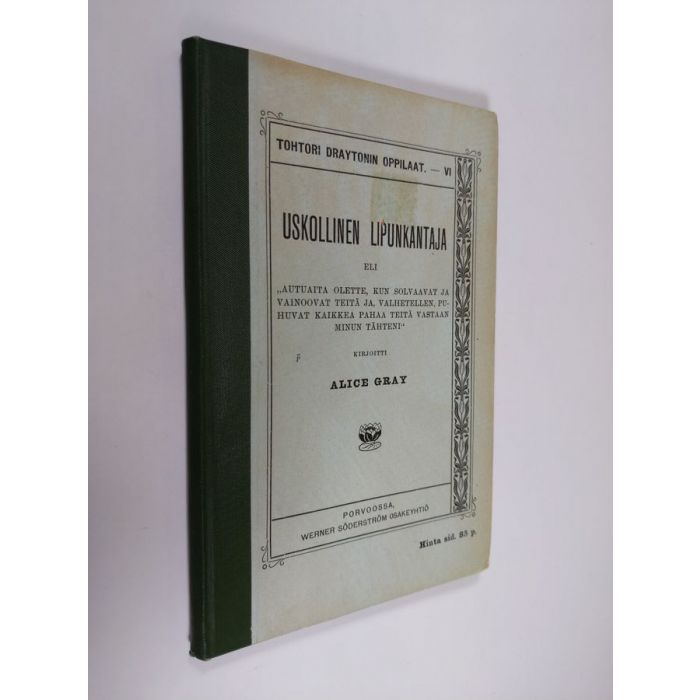 TOHTORI DRAYTONIN OPPILAAT. — VI
USKOLLINEN LIPUNKANTAJA
ELI
„AUTUAITA OLETTE, KUN SOLVAAVAT JA
VAINOOVAT TEITÄ JA, VALHETELLEN, PU-
HUVAT KAIKKEA PAHAA TEITÄ VASTAAN
MINUN TÄHTENI“
KIRJOITTI
ALICE GRAY
PORVOOSSA,
WERNER SÖDERSTRÖM OSAKEYHTIÖ
Hinta sid. 85 p.